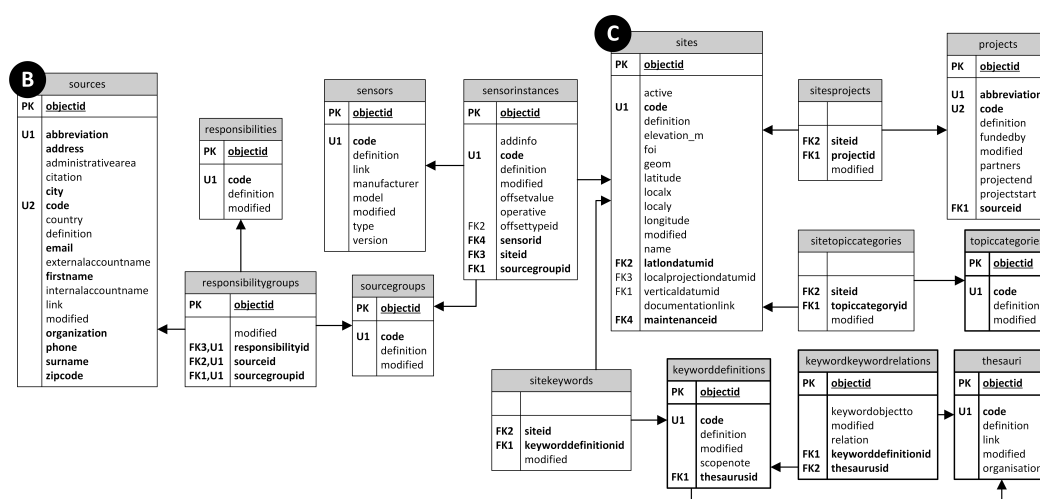 B
sources
PK objectid
U1 abbreviation
address
administrativearea
citation
city
U2 code
country
definition
email
externalaccountname
firstname
internalaccountname
link
modified
organization
phone
surname
zipcode
responsibilities
PK objectid
U1 code
definition
modified
responsibilitygroups
PK objectid
modified
FK3,U1 responsibilityid
FK2,U1 sourceid
FK1,U1 sourcegroupid
sensors
PK objectid
U1 code
definition
link
manufacturer
model
modified
type
version
sourcegroups
PK objectid
U1 code
definition
modified
sensorinstances
PK objectid
addinfo
U1 code
definition
modified
offsetvalue
operative
FK2 offsettypeid
FK4 sensorid
FK3 siteid
FK1 sourcegroupid
C
sites
PK objectid
active
U1 code
definition
elevation_m
foi
geom
latitude
localx
localy
longitude
modified
name
FK2 latlondatumid
FK3 localprojectiondatumid
FK1 verticaldatumid
documentationlink
FK4 maintenanceid
sitesprojects
FK2 siteid
FK1 projectid
modified
projects
PK objectid
U1 abbreviation
U2 code
definition
fundedby
modified
partners
projectend
projectstart
FK1 sourceid
sitetopiccategories
FK2 siteid
FK1 topiccategoryid
modified
topiccategorie
PK objectid
U1 code
definition
modified
sitekeywords
FK2 siteid
FK1 keyworddefinitionid
modified
keyworddefinitions
PK objectid
U1 code
definition
modified
scopenote
FK1 thesaurusid
keywordkeywordrelations
PK objectid
keywordobjectto
modified
relation
FK1 keyworddefinitionid
FK2 thesaurusid
thesauri
PK objectid
U1 code
definition
link
modified
organisation